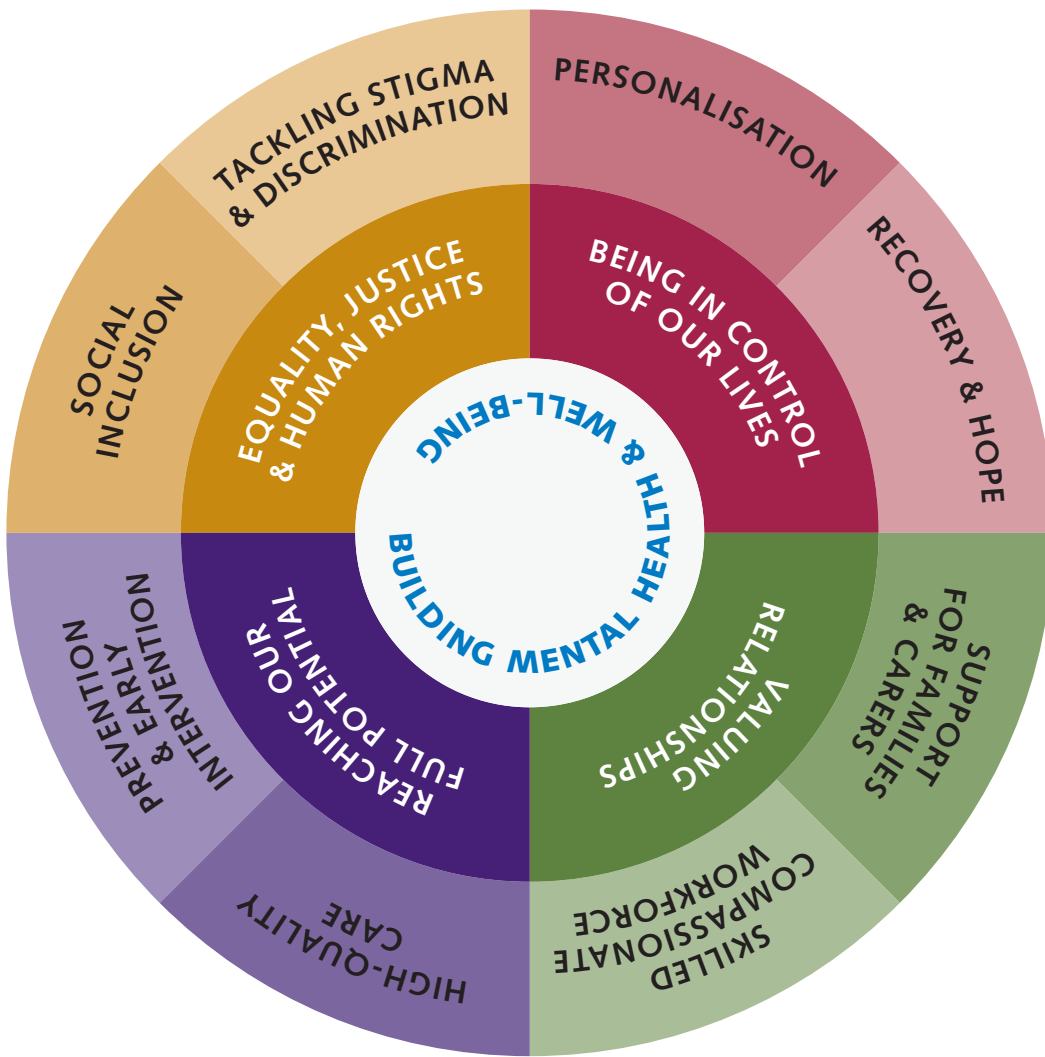 TACKLING STIGMA
& DISCRIMINATION
PERSONALISATION
RECOVERY & HOPE
SUPPORT
FOR FAMILIES
& CARERS
SKILLED
COMPASSIONATE
WORKFORCE
HIGH-QUALITY
CARE
PREVENTION
& EARLY
INTERVENTION
SOCIAL
INCLUSION
EQUALITY, JUSTICE
& HUMAN RIGHTS
BEING IN CONTROL
OF OUR LIVES
VALUING
RELATIONSHIPS
REACHING OUR
FULL POTENTIAL
BUILDING MENTAL HEALTH & WELL-BEING